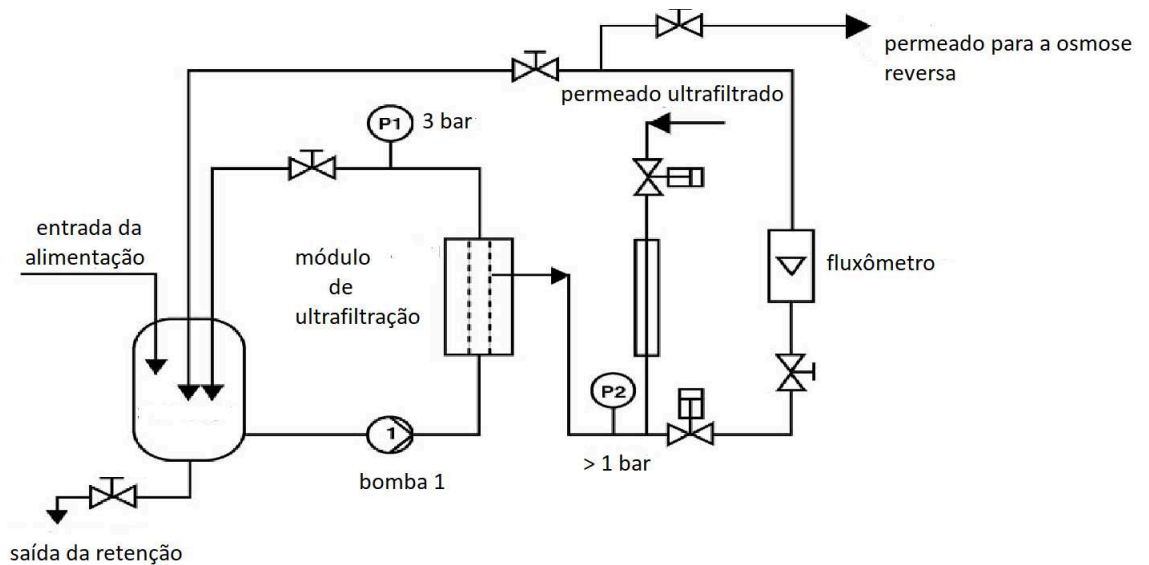 permeado para a osmose
reversa
permeado ultrafiltrado
P1
3 bar
entrada da
alimentação
módulo
de
ultrafiltração
fluxômetro
P2
> 1 bar
1
bomba 1
saída da retenção